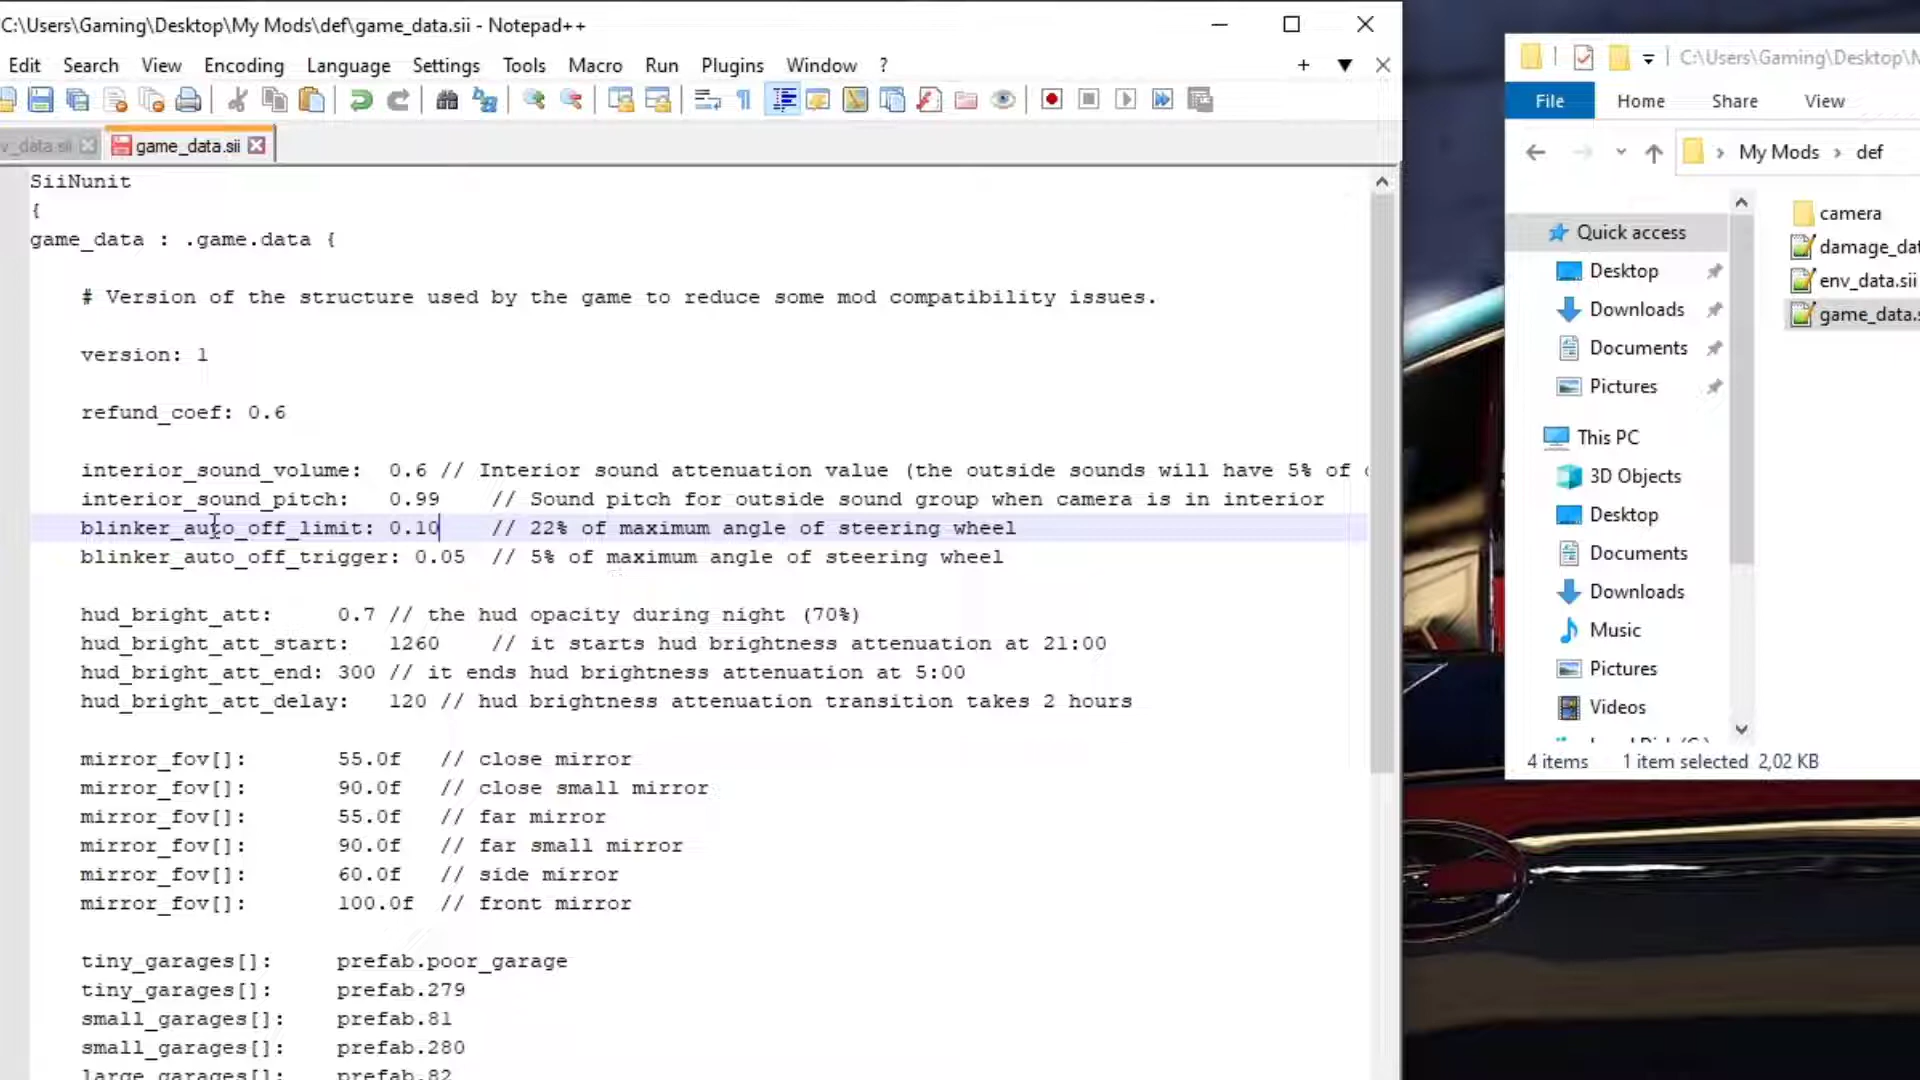 C:\Users\Gaming\Desktop\My Mods\def\game_data.sii - Notepad++
Edit Search View Encoding Language Settings Tools Macro Run Plugins Window ?
v_data.sii game_data.sii
SiiNunit
{
game_data : .game.data {
# Version of the structure used by the game to reduce some mod compatibility issues.
version: 1
refund_coef: 0.6
interior_sound_volume: 0.6 // Interior sound attenuation value (the outside sounds will have 5% of
interior_sound_pitch: 0.99 // Sound pitch for outside sound group when camera is in interior
blinker_auto_off_limit: 0.10 // 22% of maximum angle of steering wheel
blinker_auto_off_trigger: 0.05 // 5% of maximum angle of steering wheel
hud_bright_att: 0.7 // the hud opacity during night (70%)
hud_bright_att_start: 1260 // it starts hud brightness attenuation at 21:00
hud_bright_att_end: 300 // it ends hud brightness attenuation at 5:00
hud_bright_att_delay: 120 // hud brightness attenuation transition takes 2 hours
mirror_fov[]: 55.0f // close mirror
mirror_fov[]: 90.0f // close small mirror
mirror_fov[]: 55.0f // far mirror
mirror_fov[]: 90.0f // far small mirror
mirror_fov[]: 60.0f // side mirror
mirror_fov[]: 100.0f // front mirror
tiny_garages[]: prefab.poor_garage
tiny_garages[]: prefab.279
small_garages[]: prefab.81
small_garages[]: prefab.280
large_garages[]: prefab.82
C:\Users\Gaming\Desktop\M
File Home Share View
My Mods def
Quick access
Desktop
Downloads
Documents
Pictures
This PC
3D Objects
Desktop
Documents
Downloads
Music
Pictures
Videos
camera
damage_dat
env_data.sii
game_data.s
4 items 1 item selected 2,02 KB